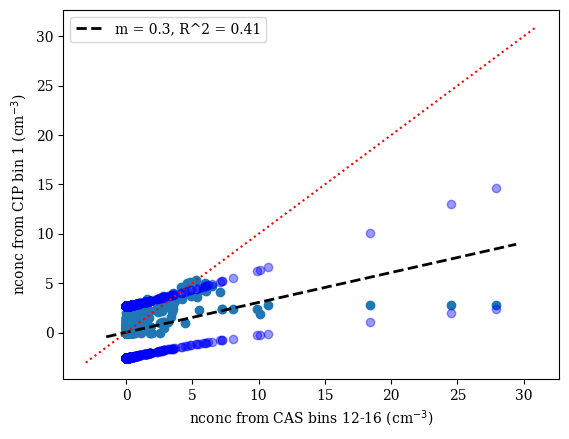 m = 0.3, R^2 = 0.41
30
25
20
15
10
5
0
nconc from CIP bin 1 (cm⁻³)
0 5 10 15 20 25 30
nconc from CAS bins 12-16 (cm⁻³)